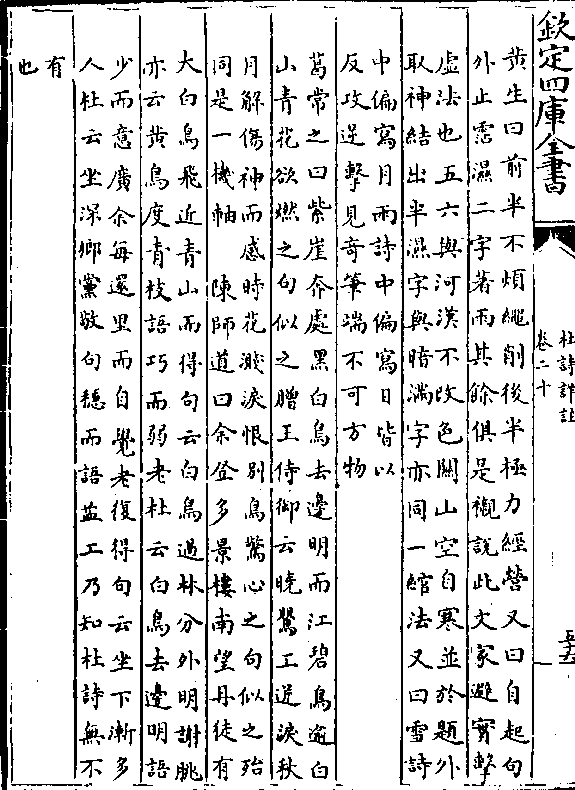 欽定四庫全書
杜詩詳註
卷二十
黄生曰前半不煩繩削後半極力經營又曰自起句
外止露濕二字著雨其餘俱是襯説此文家避實擊
虚法也五六與河漢不改色關山空自寒並於題外
取神結出半濕字與暗满字亦同一綰法又曰雪詩
中偏寫月雨詩中偏寫日皆以
反攻逆擊見奇筆端不可方物
葛常之曰紫崖奔處黑白鳥去邊明而江碧鳥逾白
山青花欲燃之句似之贈王侍御云曉鶯工迸淚秋
月解傷神而感時花濺淚恨别鳥驚心之句似之殆
同是一機軸 陳師道曰余登多景樓南望丹徒有
大白鳥飛近青山而得句云白鳥過林分外明謝朓
亦云黄鳥度青枝語巧而弱老杜云白鳥去邊明語
少而意廣余每還里而自覺老復得句云坐下漸多
人杜云坐深鄉黨敬句穏而語益工乃知杜詩無不
有
也